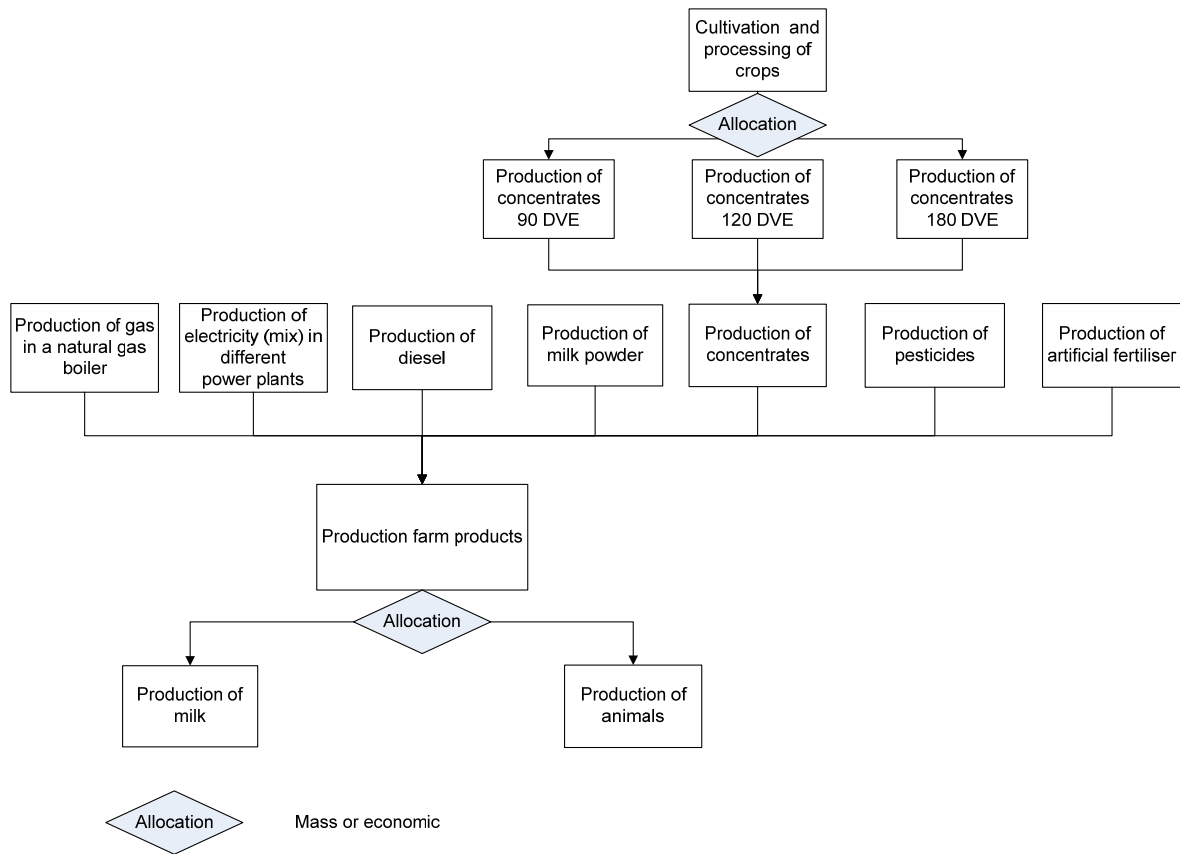 Cultivation and
processing of
crops
Allocation
Production of
concentrates
90 DVE
Production of
concentrates
120 DVE
Production of
concentrates
180 DVE
Production of gas
in a natural gas
boiler
Production of
electricity (mix) in
different
power plants
Production of
diesel
Production of
milk powder
Production of
concentrates
Production of
pesticides
Production of
artificial fertiliser
Production farm products
Allocation
Production of
milk
Production of
animals
Allocation
Mass or economic